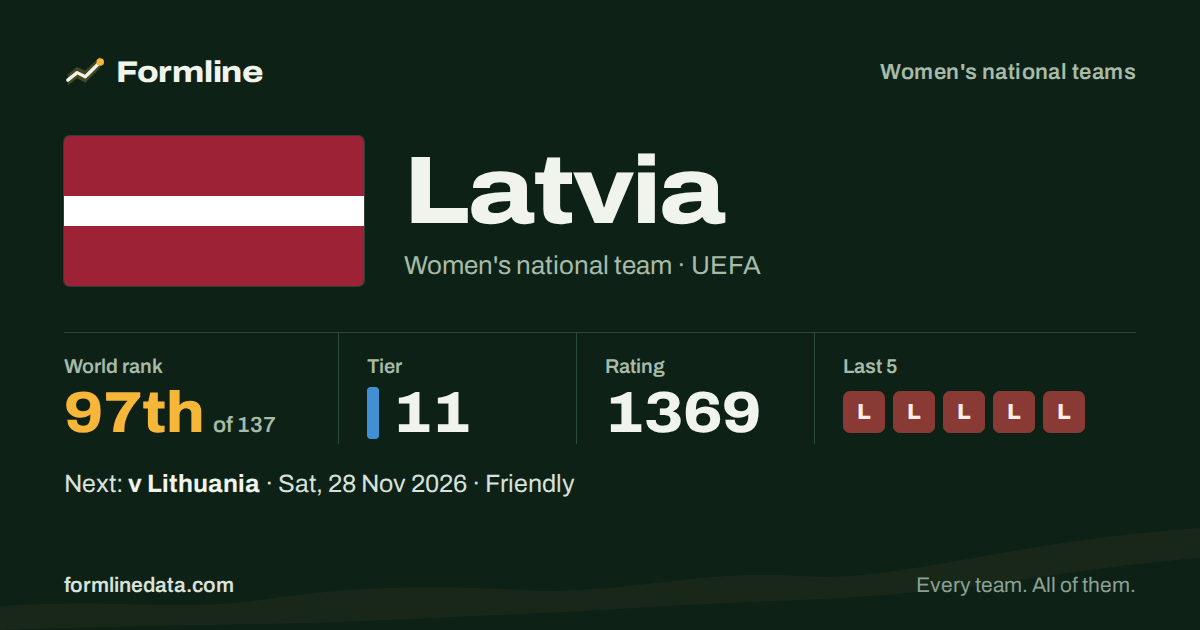 Formline
Women's national teams
Latvia
Women's national team · UEFA
World rank
97th of 137
Tier
11
Rating
1369
Last 5
L L L L L
Next: v Lithuania · Sat, 28 Nov 2026 · Friendly
formlinedata.com
Every team. All of them.